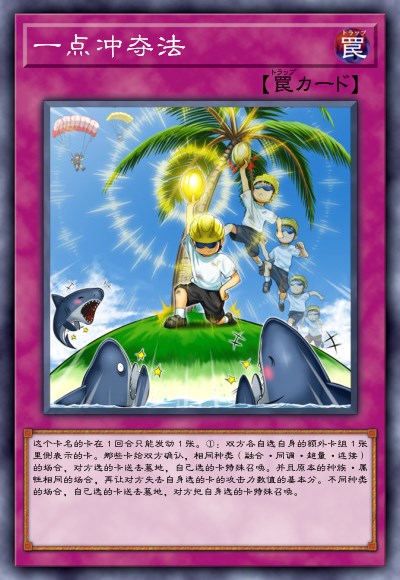 一点冲夺法
罠
トラップ
【罠カード】
トラップ
这个卡名的卡在1回合只能发动1张。①：双方各自选自身的额外卡组1张
里侧表示的卡。那些卡给双方确认，相同种类（融合·同调·超量·连接）
的场合，对方选的卡送去墓地，自己选的卡特殊召唤。并且原本的种族·属
性相同的场合，再让对方失去自身选的卡的攻击力数值的基本分。不同种类
的场合，自己选的卡送去墓地，对方把自身选的卡特殊召唤。